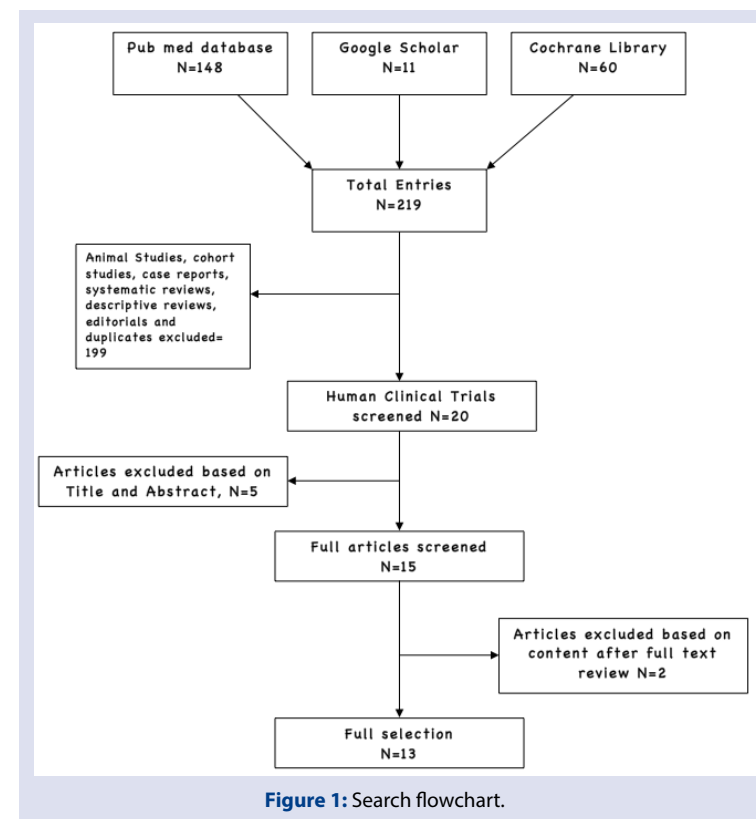 Pub med database
N=148
Google Scholar
N=11
Cochrane Library
N=60
Total Entries
N=219
Animal Studies, cohort
studies, case reports,
systematic reviews,
descriptive reviews,
editorials and
duplicates excluded=
199
Human Clinical Trials
screened N=20
Articles excluded based on
Title and Abstract, N=5
Full articles screened
N=15
Articles excluded based on
content after full text
review N=2
Full selection
N=13
Figure 1: Search flowchart.